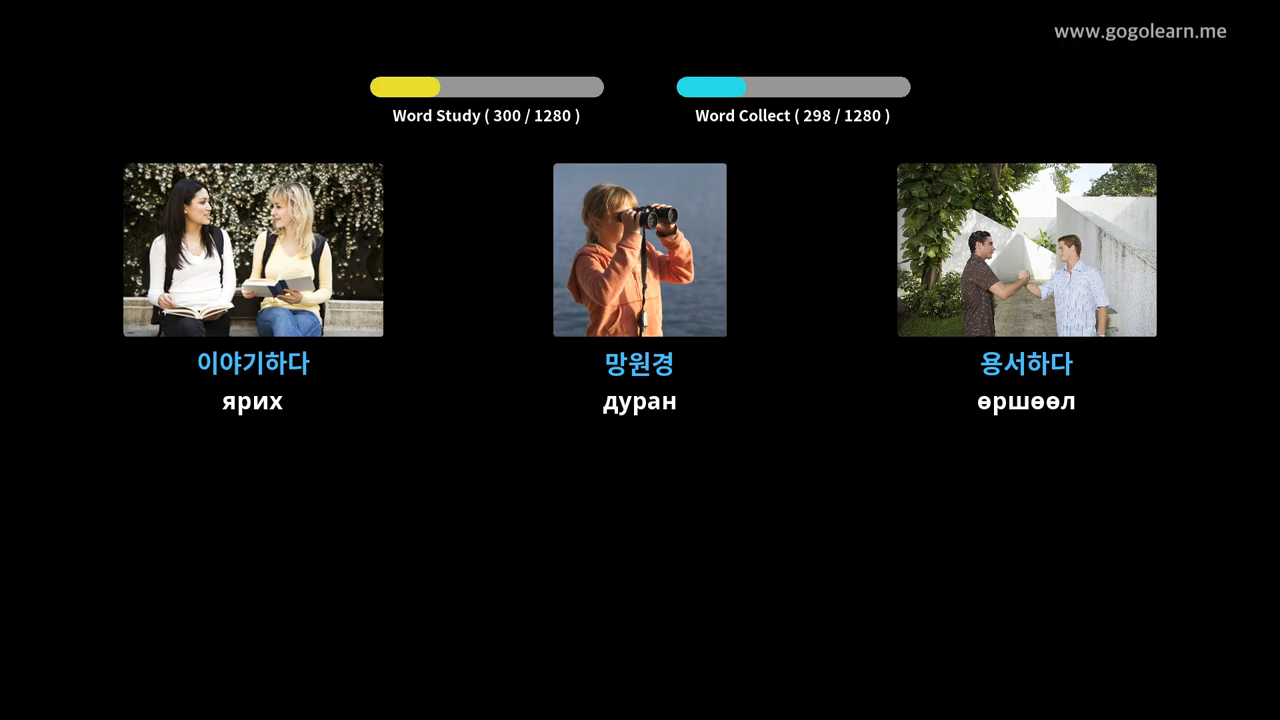 www.gogolearn.me
Word Study ( 300 / 1280 )
Word Collect ( 298 / 1280 )
이야기하다
ярих
망원경
дуран
용서하다
өршөөл